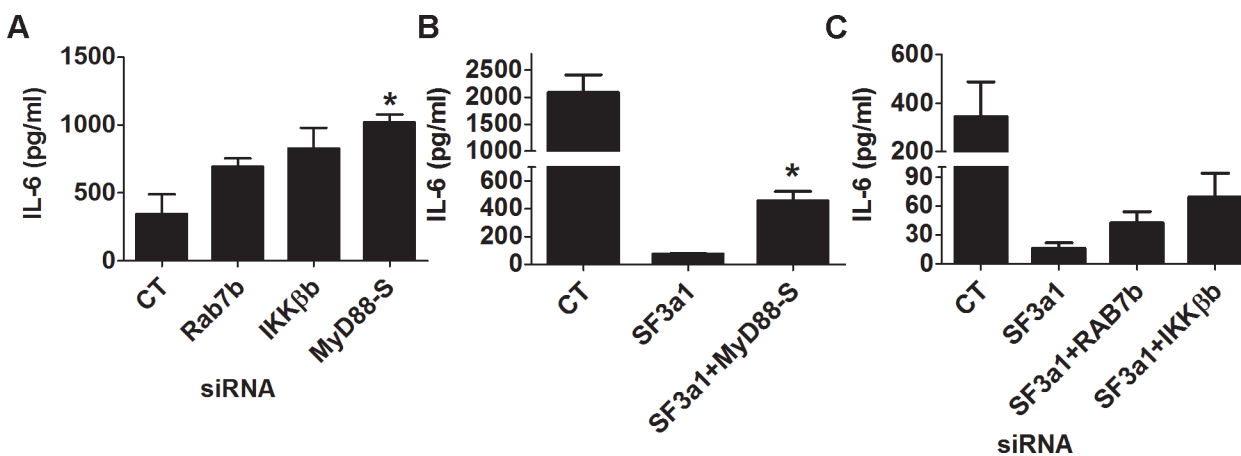 A
IL-6 (pg/ml)
1500
1000
500
0
*
CT
Rab7b
IKKβb
MyD88-S
siRNA
B
IL-6 (pg/ml)
2500
2000
1500
1000
600
400
200
0
*
CT
SF3a1
SF3a1+MyD88-S
C
IL-6 (pg/ml)
600
400
200
90
60
30
0
CT
SF3a1
SF3a1+RAB7b
SF3a1+IKKβb
siRNA